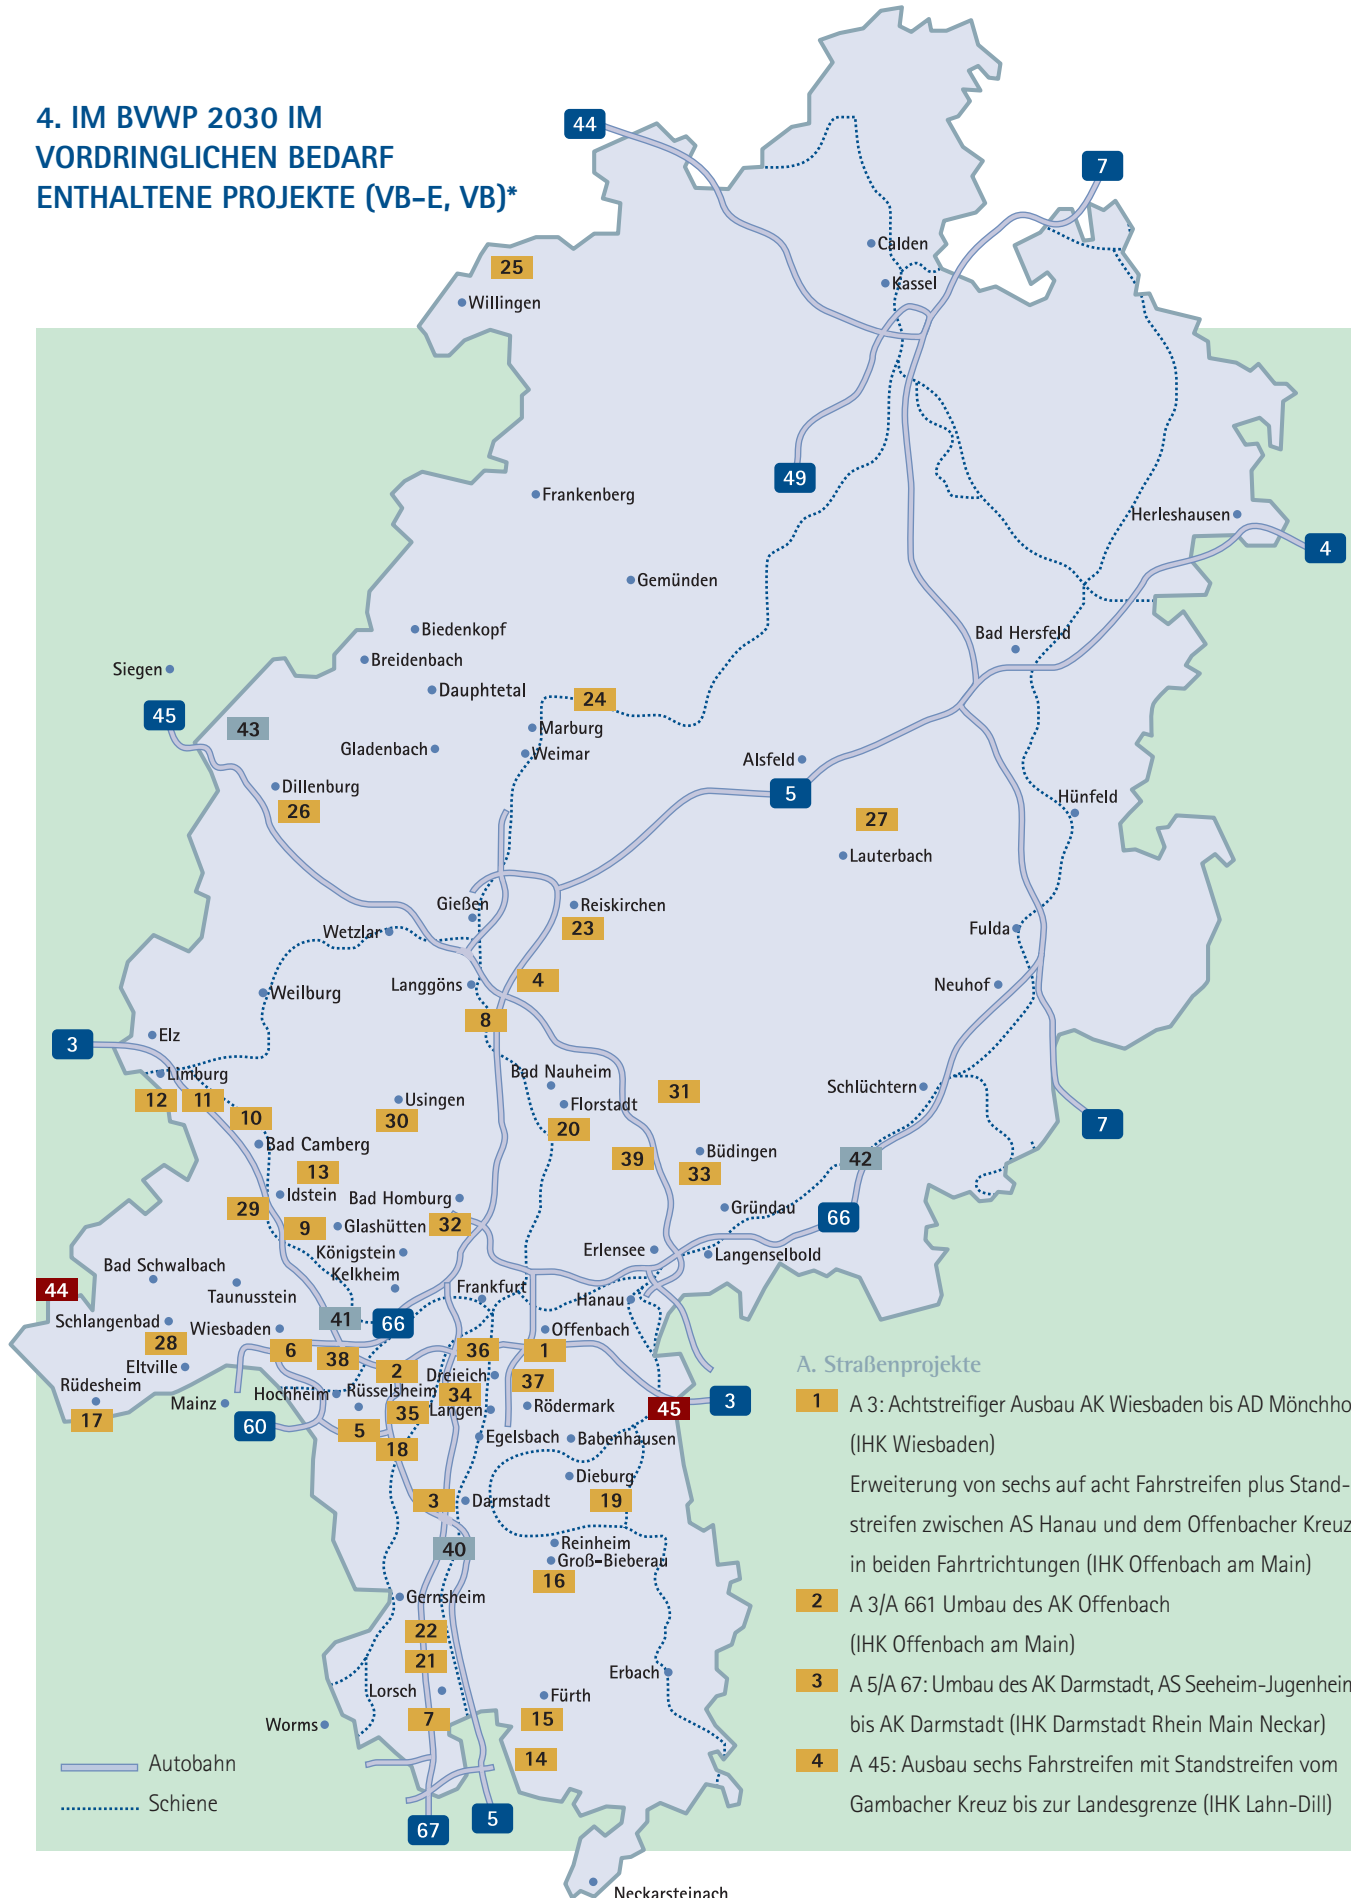 4. IM BVWP 2030 IM
VORDRINGLICHEN BEDARF
ENTHALTENE PROJEKTE (VB-E, VB)*
44
7
Calden
25
Kassel
Willingen
49
Frankenberg
Herleshausen
4
Gemünden
Biedenkopf
Bad Hersfeld
Breidenbach
Siegen
Dauphtetal
24
45
43
Marburg
Gladenbach
Weimar
Alsfeld
Dillenburg
5
Hünfeld
26
27
Lauterbach
Gießen
Reiskirchen
23
Wetzlar
Fulda
4
Langgöns
Neuhof
Weilburg
8
Elz
3
Limburg
Bad Nauheim
Schlüchtern
31
12
11
Usingen
Florstadt
10
30
20
7
Bad Camberg
39
Büdingen
42
13
33
Idstein
Bad Homburg
29
Gründau
66
9
Glashütten
32
Königstein
Erlensee
Langenselbold
Bad Schwalbach
Kelkheim
44
Taunusstein
Frankfurt
Hanau
Schlangenbad
41
66
Wiesbaden
Offenbach
28
6
36
1
38
Eltville
2
Dreieich
37
Rüdesheim
Hochheim
Rüsselsheim
34
17
Mainz
35
Langen
Rödermark
45
3
60
5
Egelsbach
Babenhausen
18
Dieburg
3
Darmstadt
19
40
Reinheim
Groß-Bieberau
16
Gernsheim
22
21
Erbach
Lorsch
Fürth
7
15
Worms
14
67
5
Neckarsteinach
Autobahn
Schiene
A. Straßenprojekte
1 A 3: Achtstreifiger Ausbau AK Wiesbaden bis AD Mönchho
(IHK Wiesbaden)
Erweiterung von sechs auf acht Fahrstreifen plus Stand-
streifen zwischen AS Hanau und dem Offenbacher Kreuz
in beiden Fahrtrichtungen (IHK Offenbach am Main)
2 A 3/A 661 Umbau des AK Offenbach
(IHK Offenbach am Main)
3 A 5/A 67: Umbau des AK Darmstadt, AS Seeheim-Jugenheim
bis AK Darmstadt (IHK Darmstadt Rhein Main Neckar)
4 A 45: Ausbau sechs Fahrstreifen mit Standstreifen vom
Gambacher Kreuz bis zur Landesgrenze (IHK Lahn-Dill)